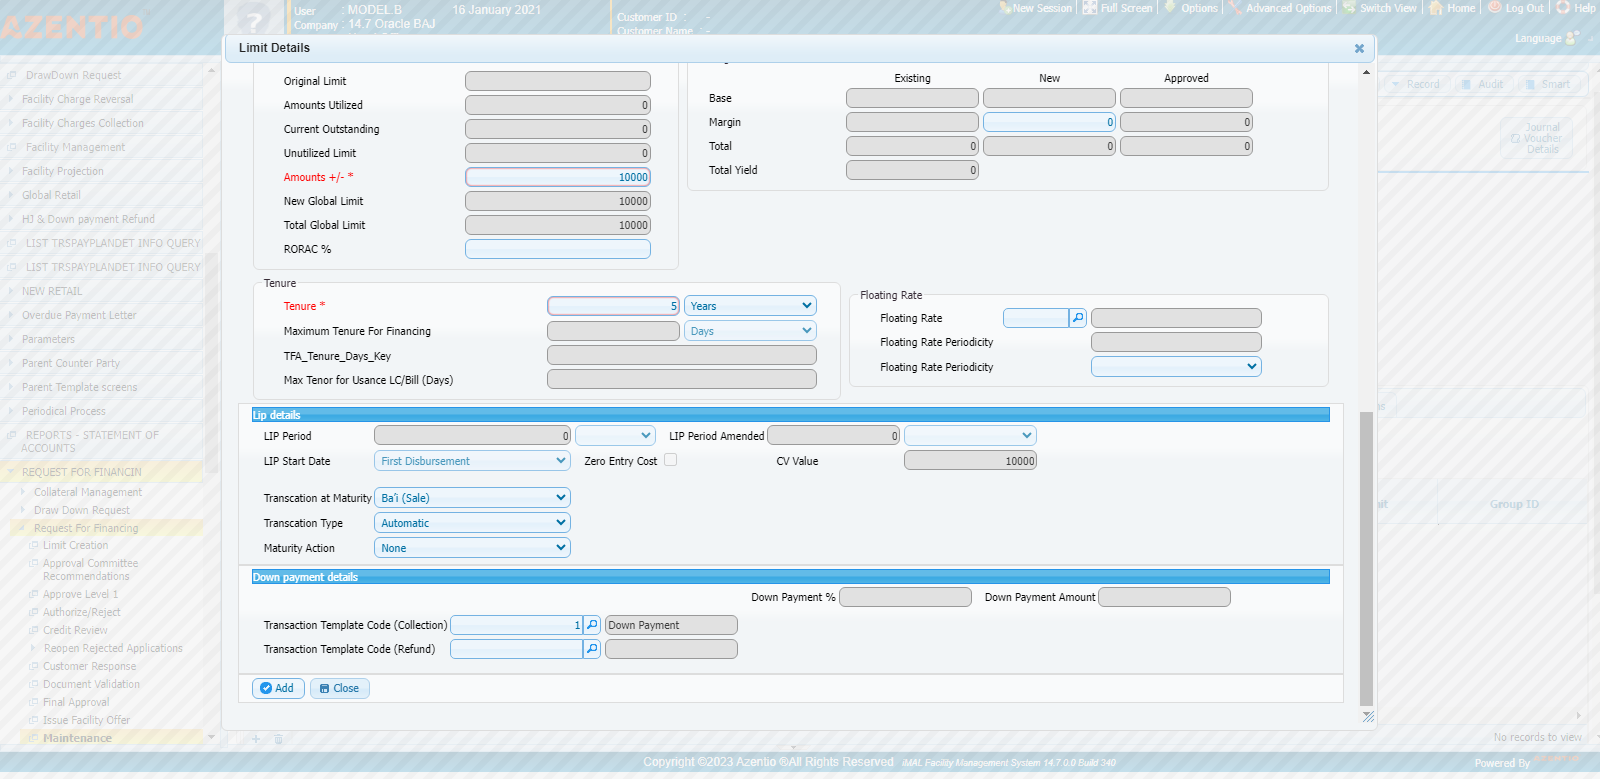 AZENTIO
User : MODEL B 16 January 2021
Company : 14.7 Oracle BAJ
Customer ID : -
Customer Name : -
New Session Full Screen Options Advanced Options Switch View Home Log Out Help
Language
Limit Details
DrawDown Request
Facility Charge Reversal
Facility Charges Collection
Facility Management
Facility Projection
Global Retail
HJ & Down payment Refund
LIST TRSPAYPLANDET INFO QUERY
LIST TRSPAYPLANDET INFO QUERY
NEW RETAIL
Overdue Payment Letter
Parameters
Parent Counter Party
Parent Template screens
Periodical Process
REPORTS - STATEMENT OF
ACCOUNTS
REQUEST FOR FINANCIN
Collateral Management
Draw Down Request
Request For Financing
Limit Creation
Approval Committee
Recommendations
Approve Level 1
Authorize/Reject
Credit Review
Reopen Rejected Applications
Customer Response
Document Validation
Final Approval
Issue Facility Offer
Maintenance
Original Limit
Amounts Utilized 0
Current Outstanding 0
Unutilized Limit 0
Amounts +/- * 10000
New Global Limit 10000
Total Global Limit 10000
RORAC %
Existing New Approved
Base
Margin 0 0
Total 0 0 0
Total Yield 0
Tenure
Tenure * 5 Years
Maximum Tenure For Financing Days
TFA_Tenure_Days_Key
Max Tenor for Usance LC/Bill (Days)
Floating Rate
Floating Rate
Floating Rate Periodicity
Floating Rate Periodicity
Lip details
LIP Period 0 LIP Period Amended 0
LIP Start Date First Disbursement Zero Entry Cost CV Value 10000
Transcation at Maturity Ba'i (Sale)
Transcation Type Automatic
Maturity Action None
Down payment details
Down Payment % Down Payment Amount
Transaction Template Code (Collection) 1 Down Payment
Transaction Template Code (Refund)
Add Close
Record Audit Smart
Journal
Voucher
Details
Group ID
No records to view
Copyright ©2023 Azentio ®All Rights Reserved iMAL Facility Management System 14.7.0.0 Build 340
Powered By